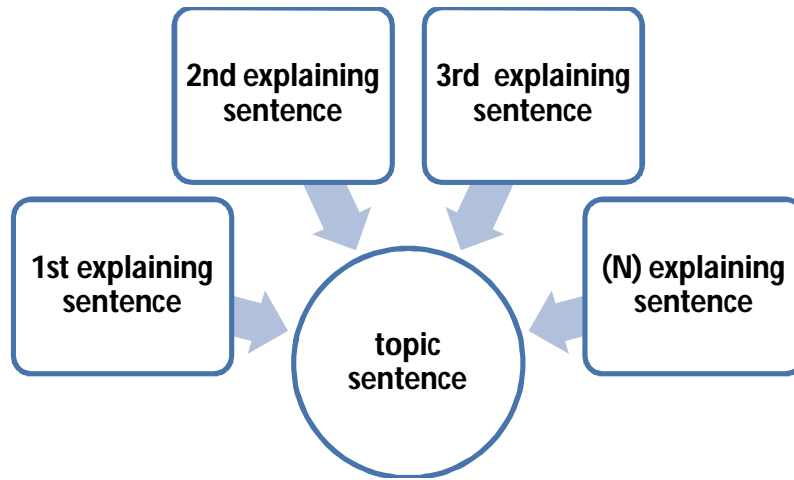 2nd explaining
sentence
3rd explaining
sentence
1st explaining
sentence
(N) explaining
sentence
topic
sentence